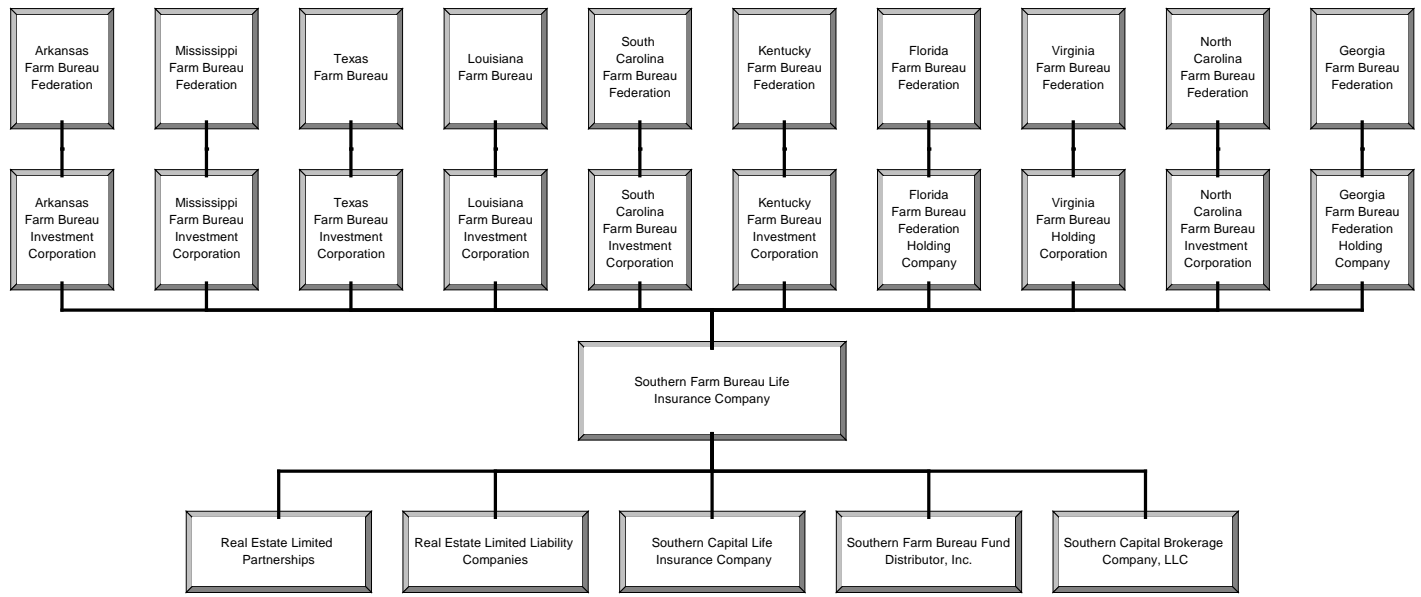 Arkansas
Farm Bureau
Federation
Mississippi
Farm Bureau
Federation
Texas
Farm Bureau
Louisiana
Farm Bureau
South
Carolina
Farm Bureau
Federation
Kentucky
Farm Bureau
Federation
Florida
Farm Bureau
Federation
Virginia
Farm Bureau
Federation
North
Carolina
Farm Bureau
Federation
Georgia
Farm Bureau
Federation
Arkansas
Farm Bureau
Investment
Corporation
Mississippi
Farm Bureau
Investment
Corporation
Texas
Farm Bureau
Investment
Corporation
Louisiana
Farm Bureau
Investment
Corporation
South
Carolina
Farm Bureau
Investment
Corporation
Kentucky
Farm Bureau
Investment
Corporation
Florida
Farm Bureau
Federation
Holding
Company
Virginia
Farm Bureau
Holding
Corporation
North
Carolina
Farm Bureau
Investment
Corporation
Georgia
Farm Bureau
Federation
Holding
Company
Southern Farm Bureau Life
Insurance Company
Real Estate Limited
Partnerships
Real Estate Limited Liability
Companies
Southern Capital Life
Insurance Company
Southern Farm Bureau Fund
Distributor, Inc.
Southern Capital Brokerage
Company, LLC